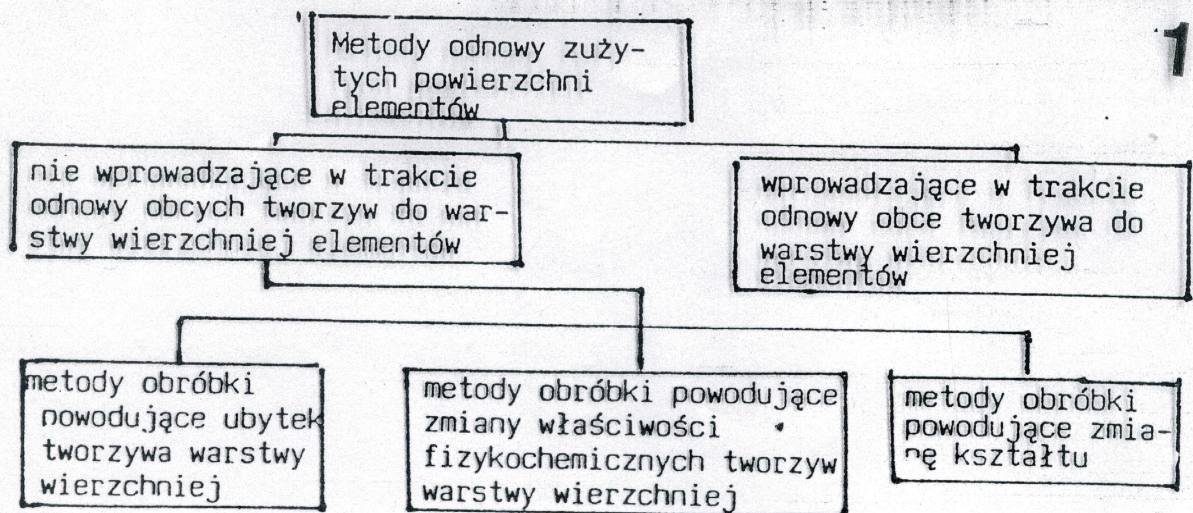 1
Metody odnowy zuży-
tych powierzchni
elementów
nie wprowadzające w trakcie
odnowy obcych tworzyw do war-
stwy wierzchniej elementów
wprowadzające w trakcie
odnowy obce tworzywa do
warstwy wierzchniej
elementów
metody obróbki
powodujące ubytek
tworzywa warstwy
wierzchniej
metody obróbki powodujące
zmiany właściwości
fizykochemicznych tworzyw
warstwy wierzchniej
metody obróbki
powodujące zmia-
nę kształtu